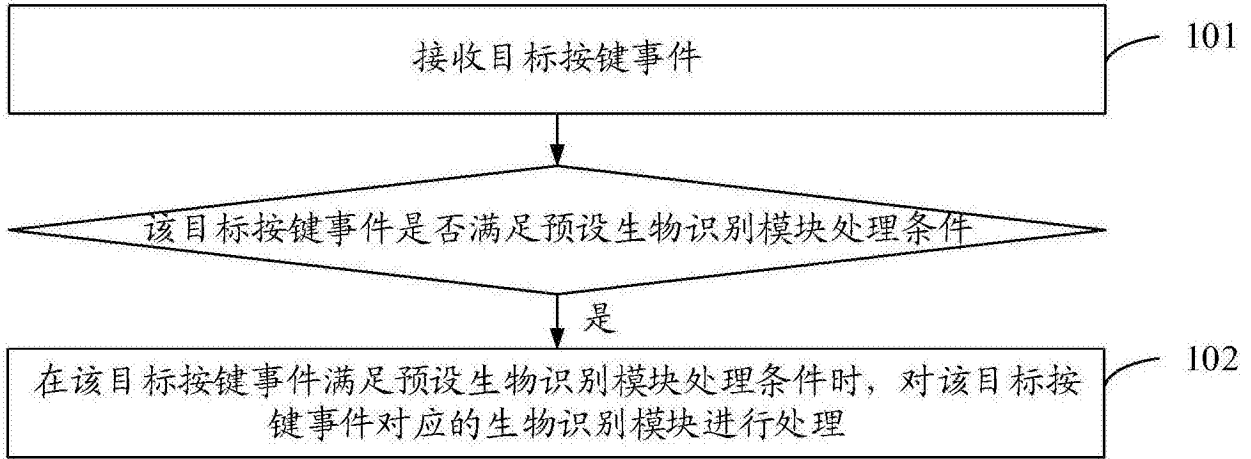 接收目标按键事件
101
该目标按键事件是否满足预设生物识别模块处理条件
是
在该目标按键事件满足预设生物识别模块处理条件时，对该目标按
键事件对应的生物识别模块进行处理
102